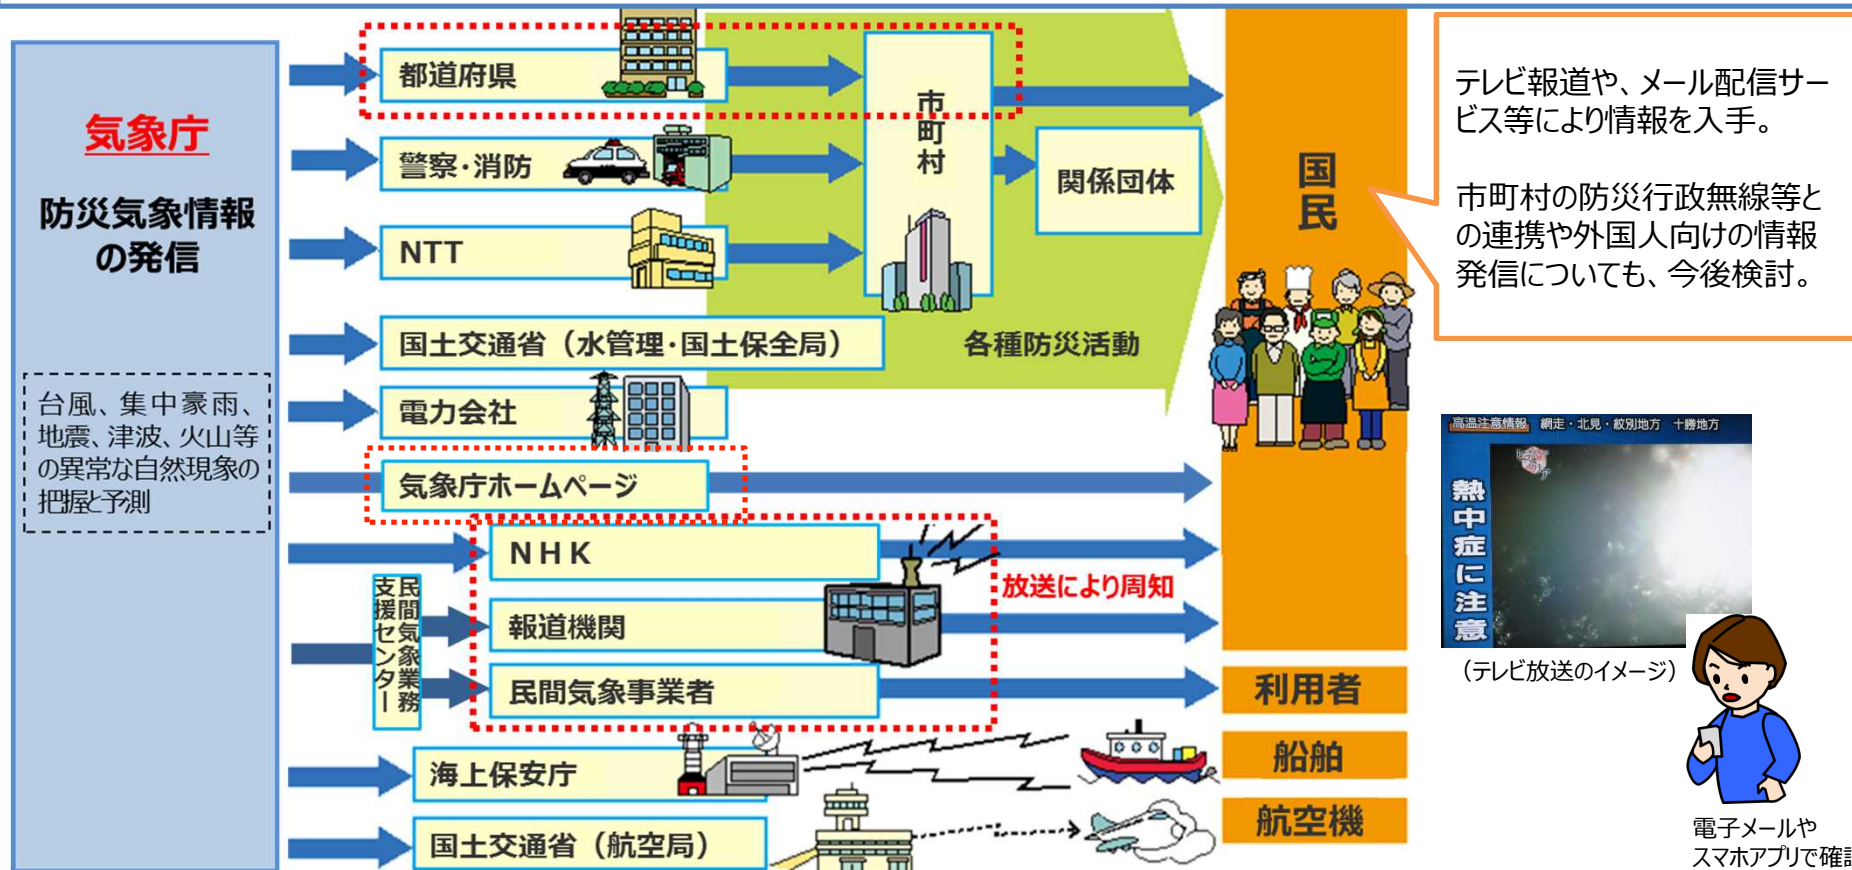 気象庁
防災気象情報
の発信
台風、集中豪雨、
地震、津波、火山等
の異常な自然現象の
把握と予測
都道府県
警察・消防
NTT
国土交通省（水管理・国土保全局）
電力会社
気象庁ホームページ
NHK
民間気象業務
支援センター
報道機関
民間気象事業者
海上保安庁
国土交通省（航空局）
市町村
関係団体
各種防災活動
放送により周知
国民
利用者
船舶
航空機
テレビ報道や、メール配信サー
ビス等により情報を入手。
市町村の防災行政無線等と
の連携や外国人向けの情報
発信についても、今後検討。
高温注意情報 網走・北見・紋別地方 十勝地方
熱中症に注意
（テレビ放送のイメージ）
電子メールや
スマホアプリで確認